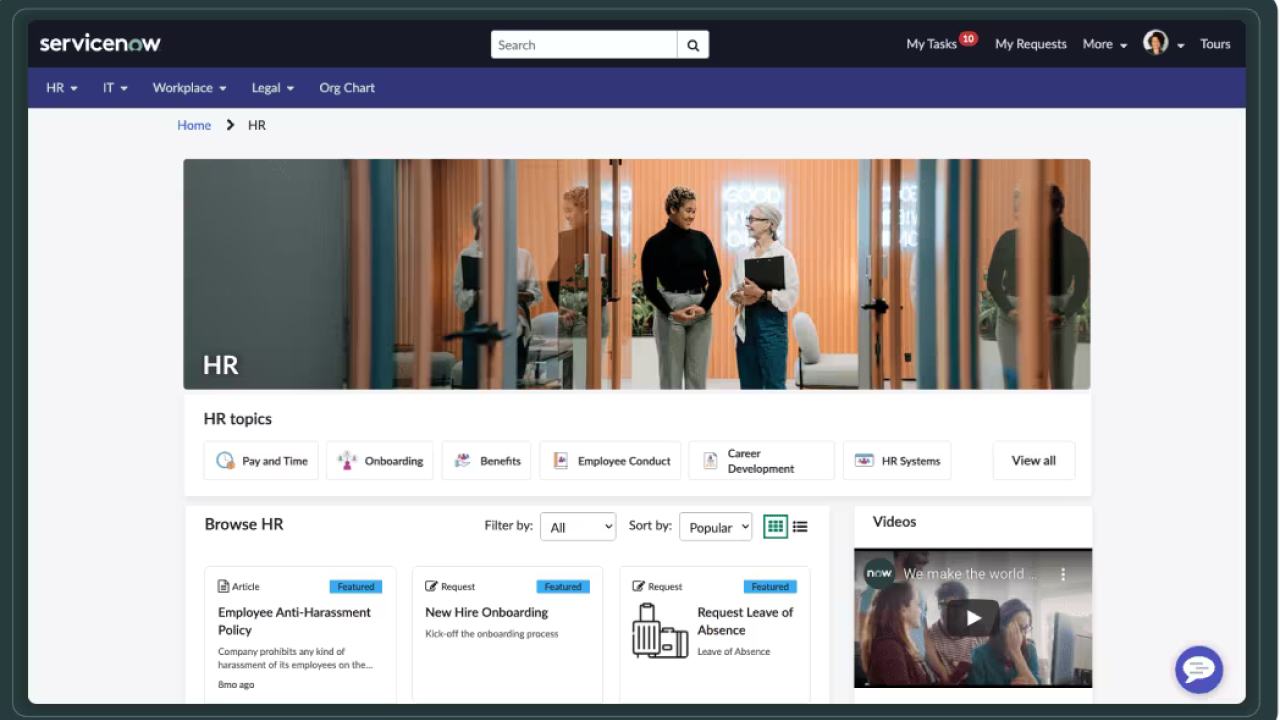 servicenow
Search
My Tasks 10 My Requests More Tours
HR IT Workplace Legal Org Chart
Home HR
GOOD
HR
HR topics
Pay and Time Onboarding Benefits Employee Conduct Career Development HR Systems View all
Browse HR Filter by: All Sort by: Popular
Videos
Article Featured
Employee Anti-Harassment
Policy
Company prohibits any kind of
harassment of its employees on the...
8mo ago
Request Featured
New Hire Onboarding
Kick-off the onboarding process
Request Featured
Request Leave of
Absence
Leave of Absence
now We make the world ...